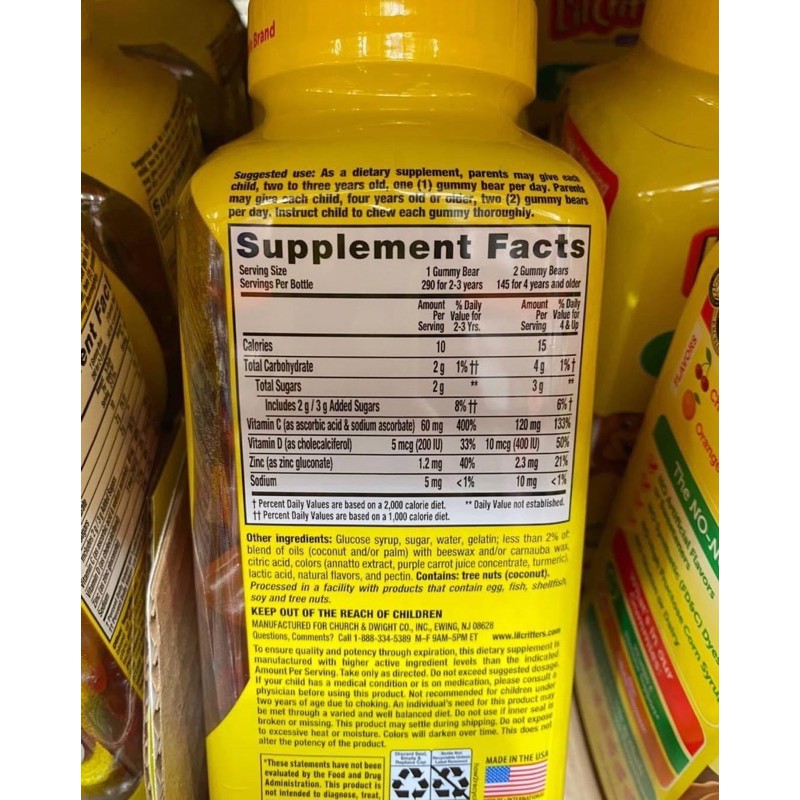 Brand
Suggested use: As a dietary supplement, parents may give each
child, two to three years old, one (1) gummy bear per day. Parents
may give each child, four years old or older, two (2) gummy bears
per day. Instruct child to chew each gummy thoroughly.
Supplement Facts
Serving Size 1 Gummy Bear 2 Gummy Bears
Servings Per Bottle 290 for 2-3 years 145 for 4 years and older
Amount % Daily Amount % Daily
Per Value for Per Value for
Serving 2-3 Yrs. Serving 4 & Up
Calories 10 15
Total Carbohydrate 2 g 1% †† 4 g 1% †
Total Sugars 2 g ** 3 g **
Includes 2 g / 3 g Added Sugars 8% †† 6% †
Vitamin C (as ascorbic acid & sodium ascorbate) 60 mg 400% 120 mg 133%
Vitamin D (as cholecalciferol) 5 mcg (200 IU) 33% 10 mcg (400 IU) 50%
Zinc (as zinc gluconate) 1.2 mg 40% 2.3 mg 21%
Sodium 5 mg <1% 10 mg <1%
† Percent Daily Values are based on a 2,000 calorie diet. ** Daily Value not established.
†† Percent Daily Values are based on a 1,000 calorie diet.
Other ingredients: Glucose syrup, sugar, water, gelatin; less than 2% of:
blend of oils (coconut and/or palm) with beeswax and/or carnauba wax,
citric acid, colors (annatto extract, purple carrot juice concentrate, turmeric),
lactic acid, natural flavors, and pectin. Contains: tree nuts (coconut).
Processed in a facility with products that contain egg, fish, shellfish,
soy and tree nuts.
KEEP OUT OF THE REACH OF CHILDREN
MANUFACTURED FOR CHURCH & DWIGHT CO., INC., EWING, NJ 08628
Questions, Comments? Call 1-888-334-5389 M-F 9AM-5PM ET www.lilcritters.com
To ensure quality and potency through expiration, this dietary supplement is
manufactured with higher active ingredient levels than the indicated
Amount Per Serving. Take only as directed. Do not exceed suggested dosage.
If your child has a medical condition or is on medication, please consult a
physician before using this product. Not recommended for children under
two years of age due to choking. An individual's need for this product may
be met through a varied and well balanced diet. Do not use if inner seal is
broken or missing. This product may settle during shipping. Do not expose
to excessive heat or moisture. Colors will darken over time. This does not
alter the potency of the product.
*These statements have not been
evaluated by the Food and Drug
Administration. This product is
not intended to diagnose, treat,
MADE IN THE USA
FLAVORS
Orange
The NO-N